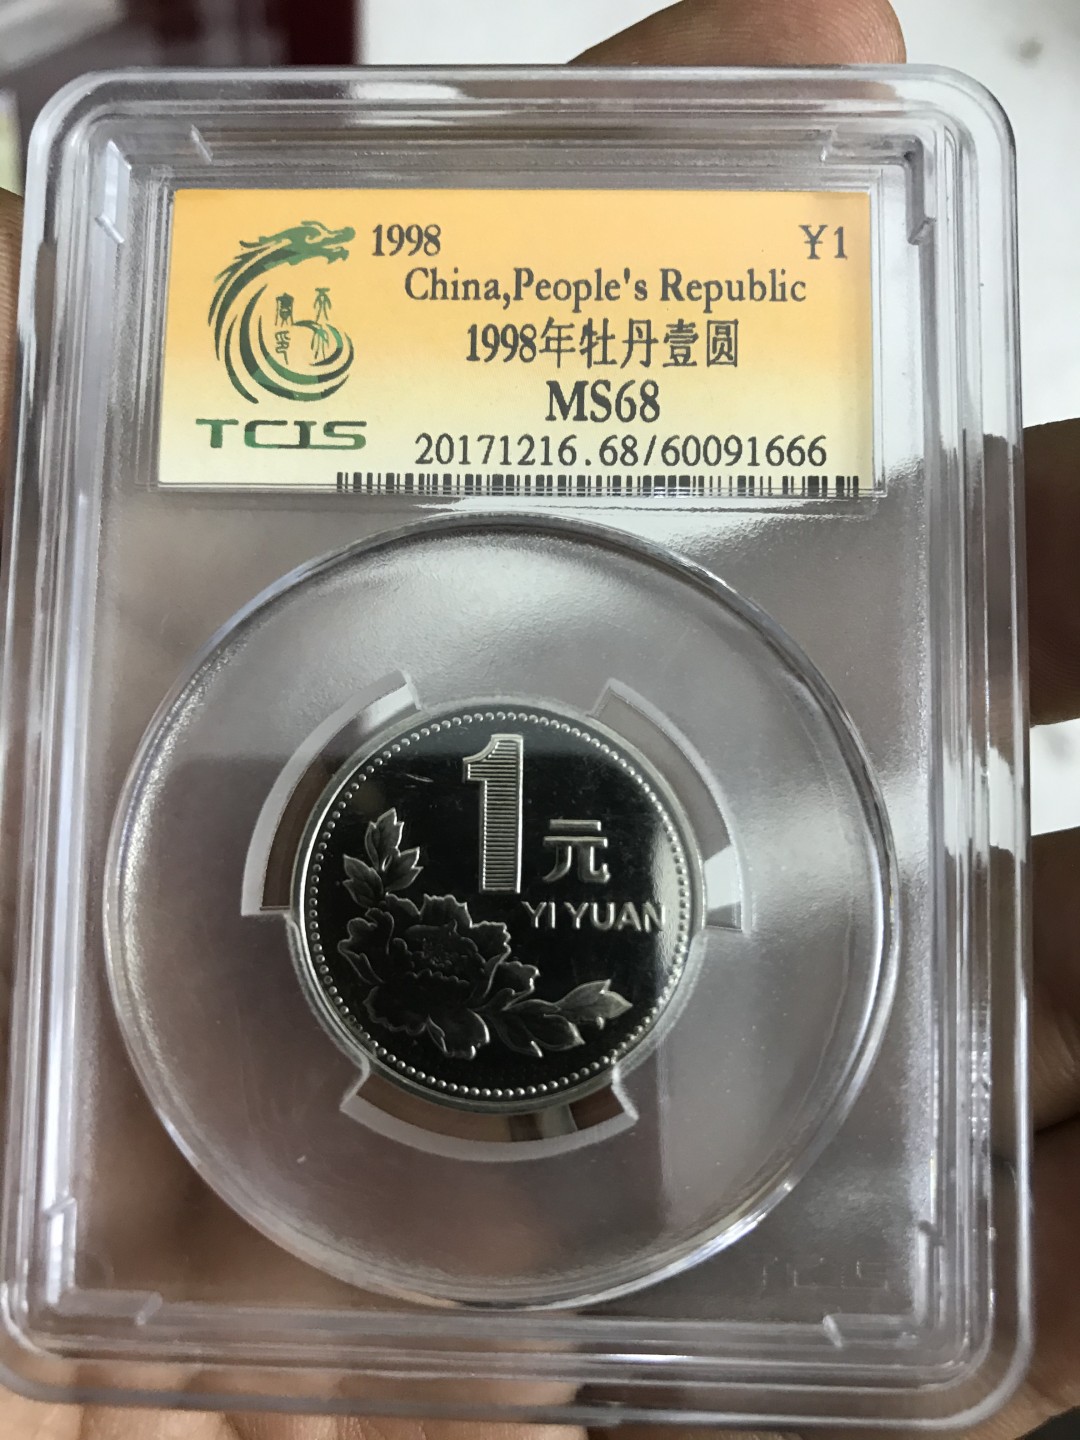 1998 ¥1
China,People's Republic
1998年牡丹壹圆
MS68
TCIS
20171216.68/60091666
1
元
YI YUAN